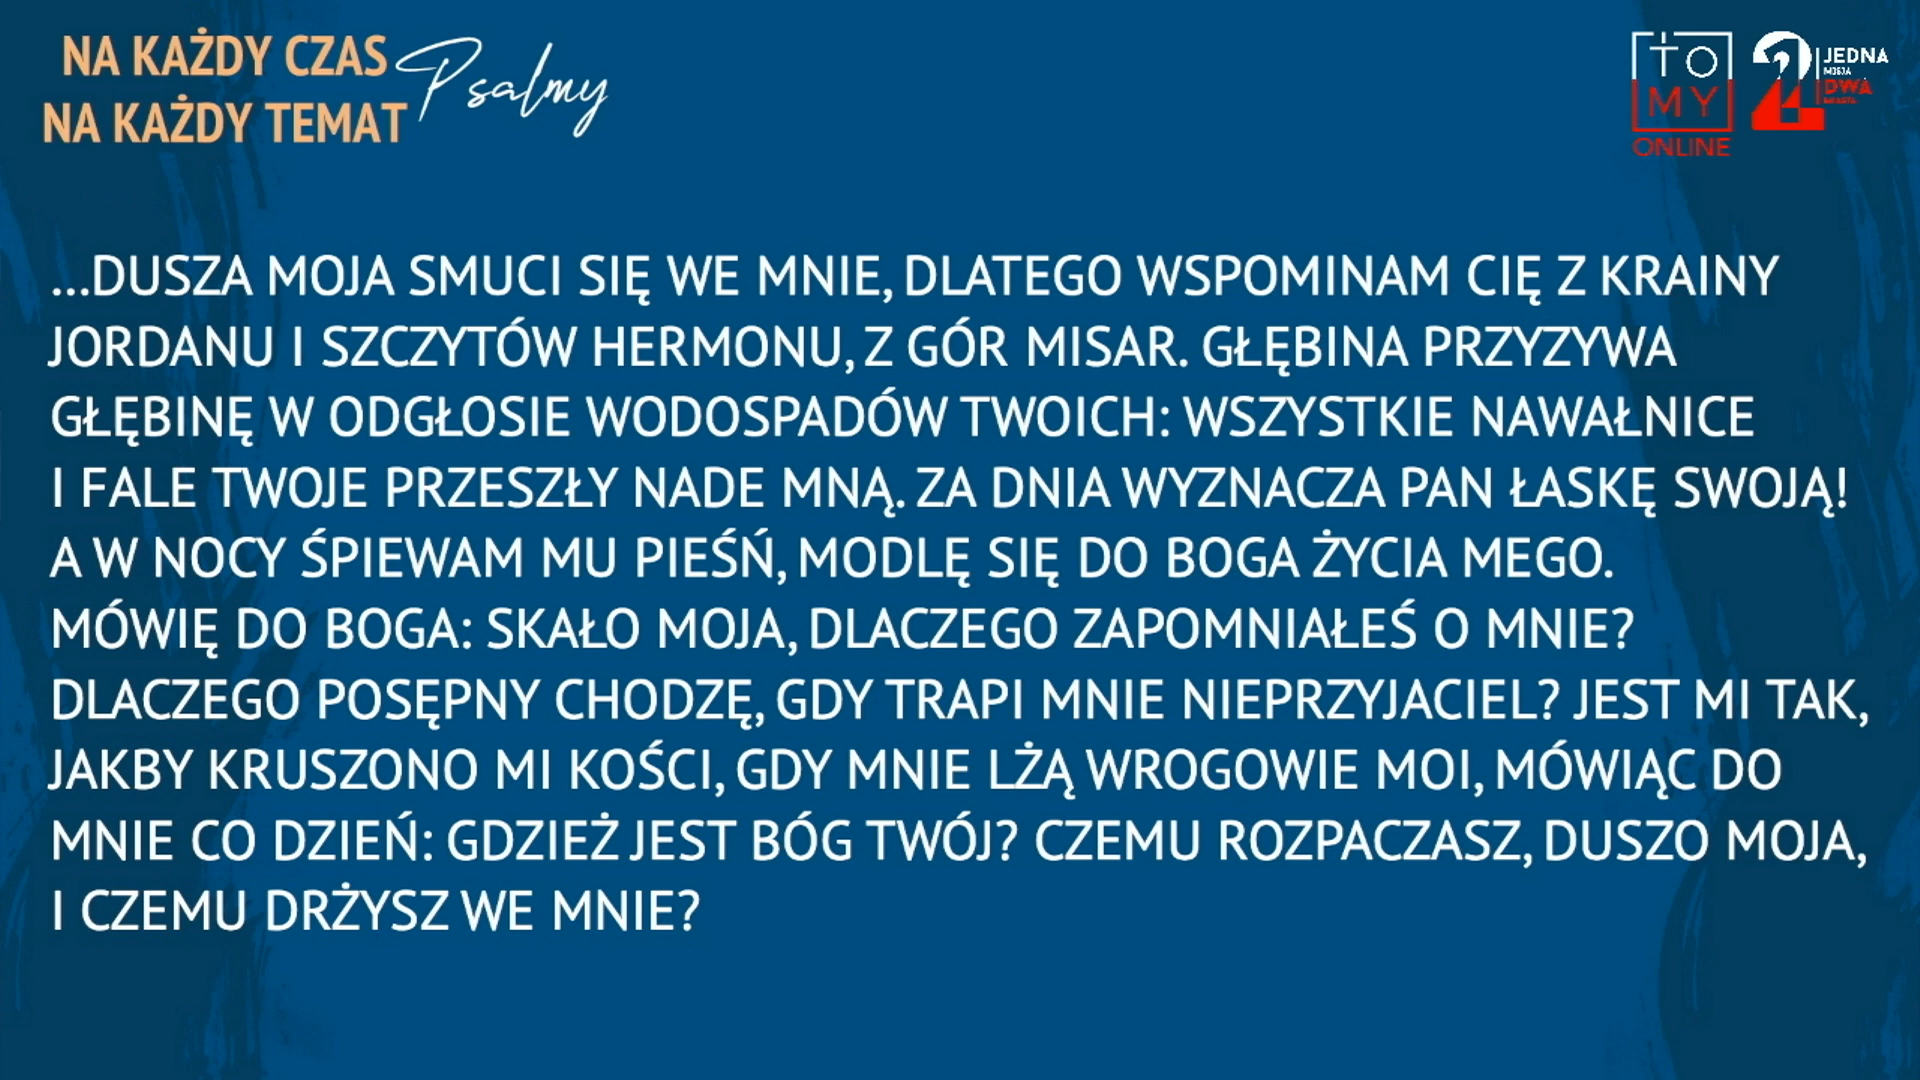 NA KAŻDY CZAS
NA KAŻDY TEMAT
Psalmy
TO
MY
ONLINE
2
JEDNA
MISJA
DWA
MIASTA
...DUSZA MOJA SMUCI SIĘ WE MNIE, DLATEGO WSPOMINAM CIĘ Z KRAINY
JORDANU I SZCZYTÓW HERMONU, Z GÓR MISAR. GŁĘBINA PRZYZYWA
GŁĘBINĘ W ODGŁOSIE WODOSPADÓW TWOICH: WSZYSTKIE NAWAŁNICE
I FALE TWOJE PRZESZŁY NADE MNĄ. ZA DNIA WYZNACZA PAN ŁASKĘ SWOJĄ!
A W NOCY ŚPIEWAM MU PIEŚŃ, MODLĘ SIĘ DO BOGA ŻYCIA MEGO.
MÓWIĘ DO BOGA: SKAŁO MOJA, DLACZEGO ZAPOMNIAŁEŚ O MNIE?
DLACZEGO POSĘPNY CHODZĘ, GDY TRAPI MNIE NIEPRZYJACIEL? JEST MI TAK,
JAKBY KRUSZONO MI KOŚCI, GDY MNIE LŻĄ WROGOWIE MOI, MÓWIĄC DO
MNIE CO DZIEŃ: GDZIEŻ JEST BÓG TWÓJ? CZEMU ROZPACZASZ, DUSZO MOJA,
I CZEMU DRŻYSZ WE MNIE?